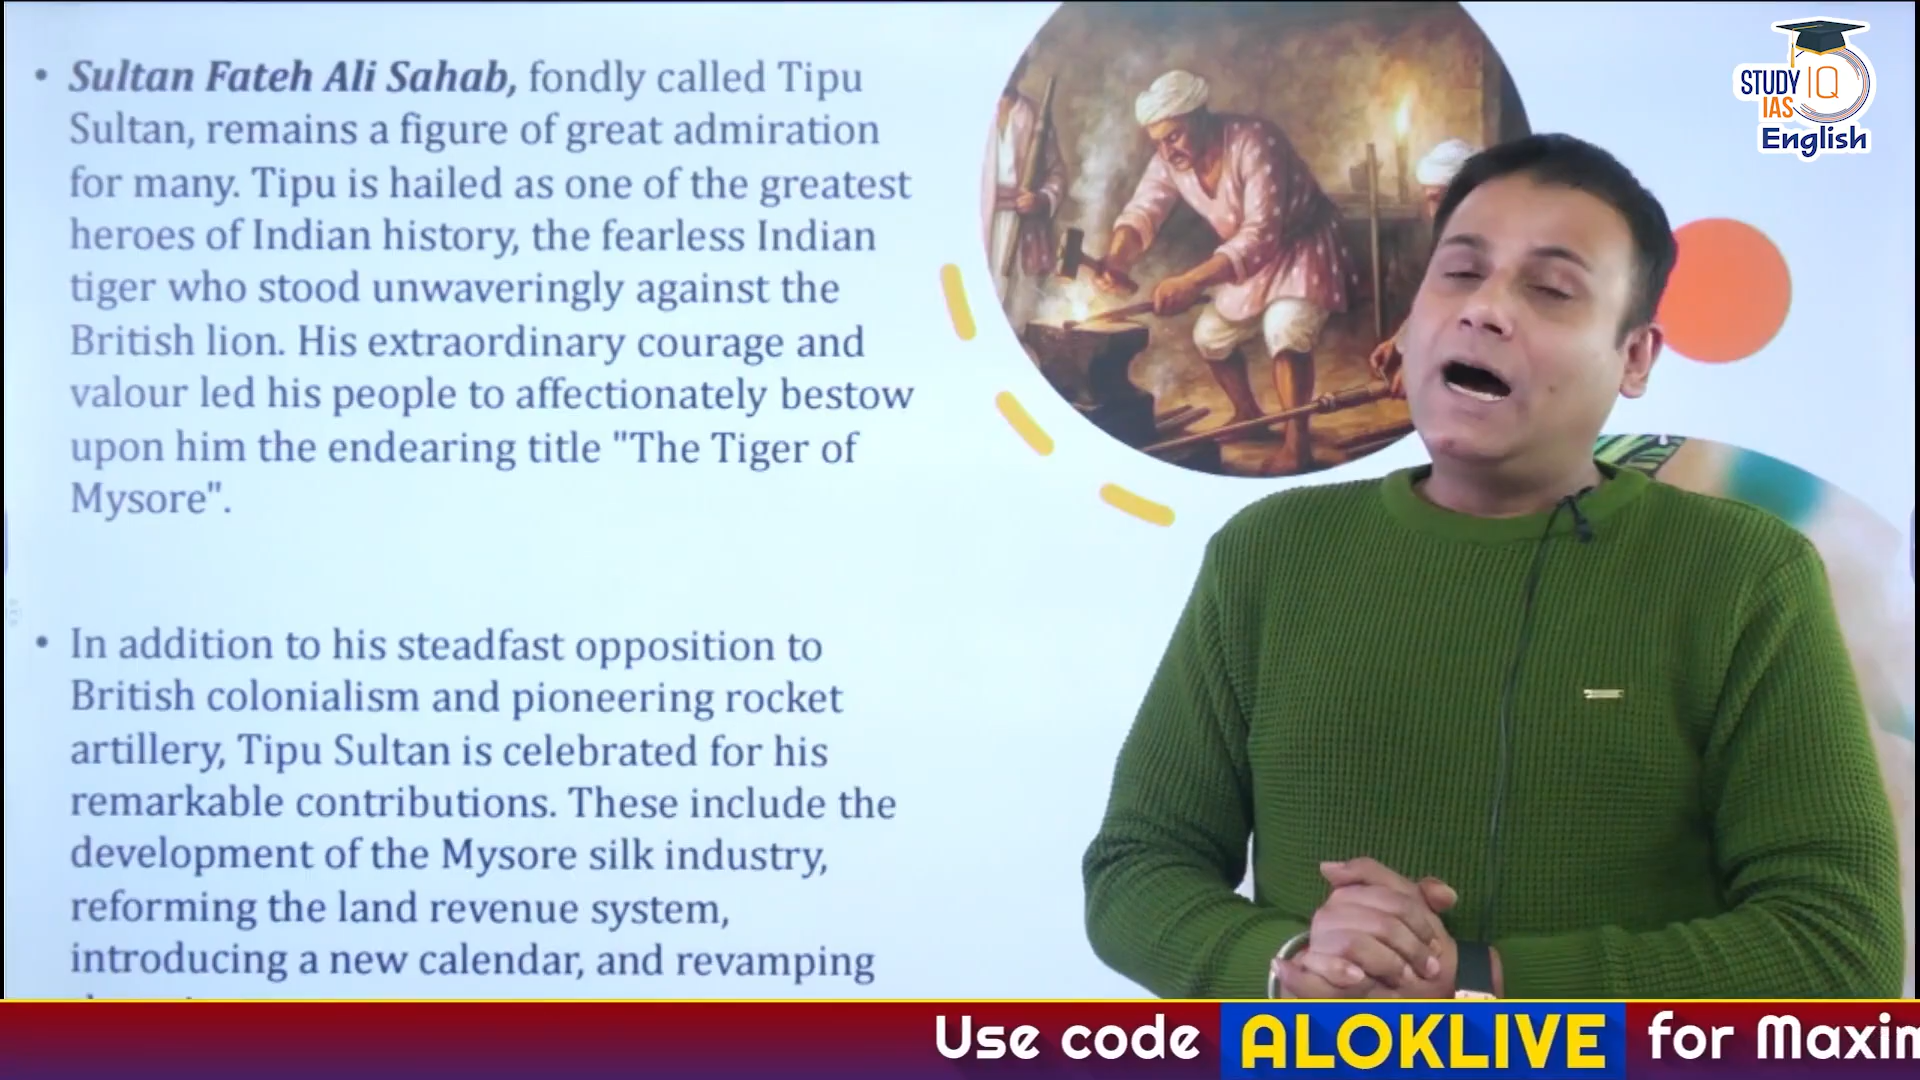 • Sultan Fateh Ali Sahab, fondly called Tipu
Sultan, remains a figure of great admiration
for many. Tipu is hailed as one of the greatest
heroes of Indian history, the fearless Indian
tiger who stood unwaveringly against the
British lion. His extraordinary courage and
valour led his people to affectionately bestow
upon him the endearing title "The Tiger of
Mysore".
• In addition to his steadfast opposition to
British colonialism and pioneering rocket
artillery, Tipu Sultan is celebrated for his
remarkable contributions. These include the
development of the Mysore silk industry,
reforming the land revenue system,
introducing a new calendar, and revamping
STUDY IQ
IAS
English
Use code ALOKLIVE for Maxim